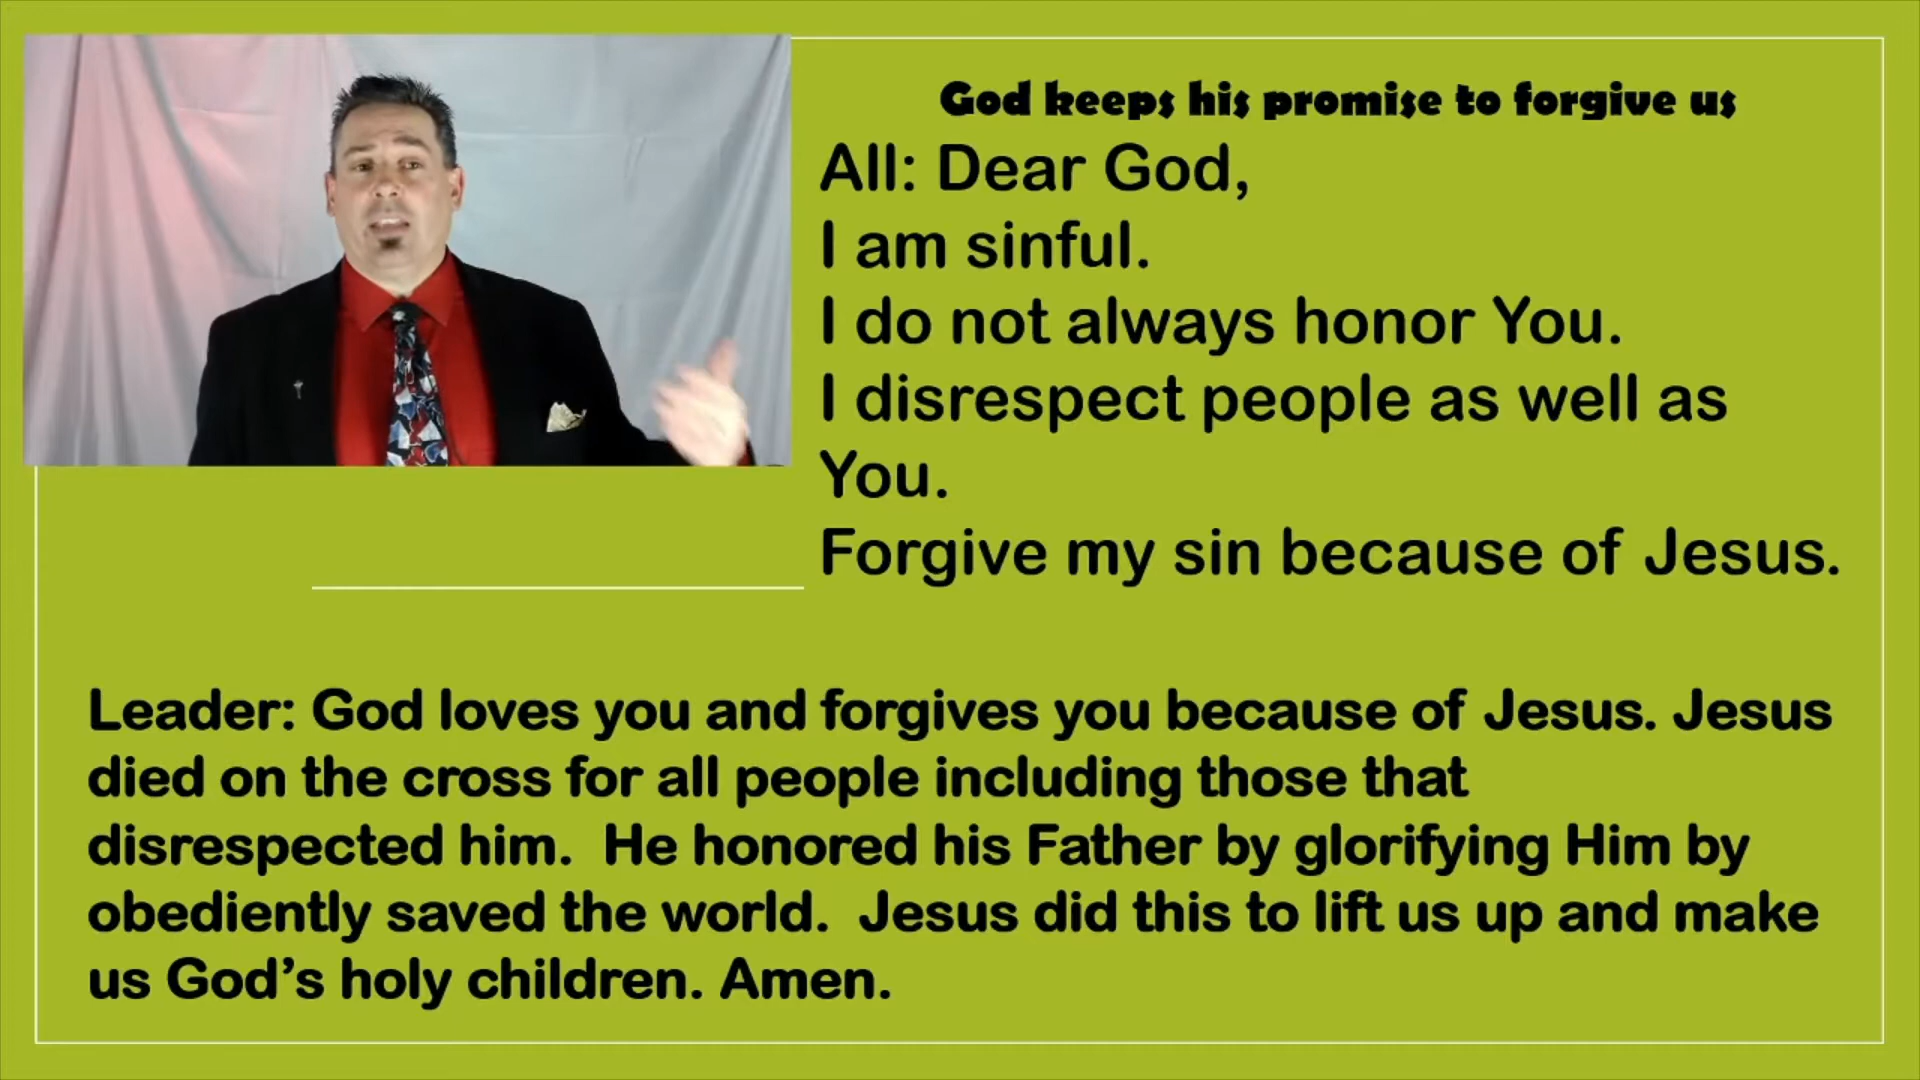 God keeps his promise to forgive us
All: Dear God,
I am sinful.
I do not always honor You.
I disrespect people as well as
You.
Forgive my sin because of Jesus.
Leader: God loves you and forgives you because of Jesus. Jesus
died on the cross for all people including those that
disrespected him.  He honored his Father by glorifying Him by
obediently saved the world.  Jesus did this to lift us up and make
us God’s holy children. Amen.